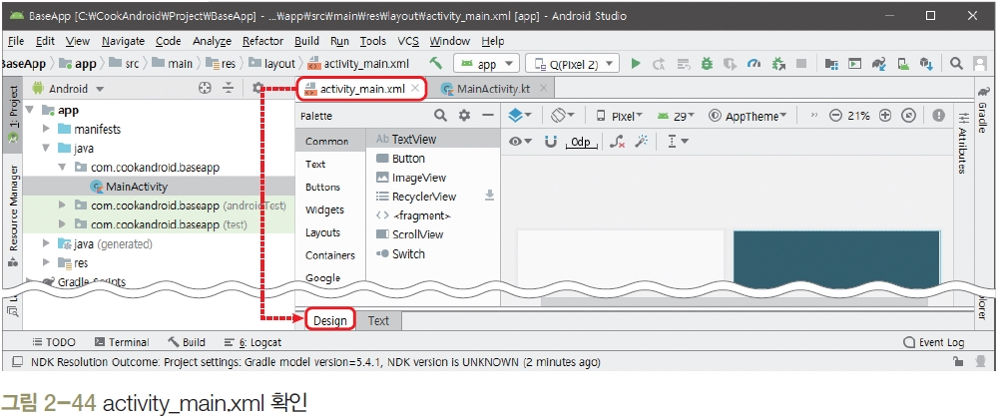 BaseApp [C:₩CookAndroid₩Project₩BaseApp] - ...₩app₩src₩main₩res₩layout₩activity_main.xml [app] - Android Studio
File Edit View Navigate Code Analyze Refactor Build Run Tools VCS Window Help
BaseApp app src main res layout activity_main.xml app Q(Pixel 2)
1: Project
Resource Manager
Android
app
manifests
java
com.cookandroid.baseapp
MainActivity
com.cookandroid.baseapp (androidTest)
com.cookandroid.baseapp (test)
java (generated)
res
Gradle Scripts
activity_main.xml MainActivity.kt
Palette
Common
Text
Buttons
Widgets
Layouts
Containers
Google
Ab TextView
Button
ImageView
RecyclerView
<fragment>
ScrollView
Switch
Pixel 29 AppTheme 21%
0dp
Gradle
Attributes
Design Text
TODO Terminal Build 6: Logcat Event Log
NDK Resolution Outcome: Project settings: Gradle model version=5.4.1, NDK version is UNKNOWN (2 minutes ago)
그림 2-44 activity_main.xml 확인